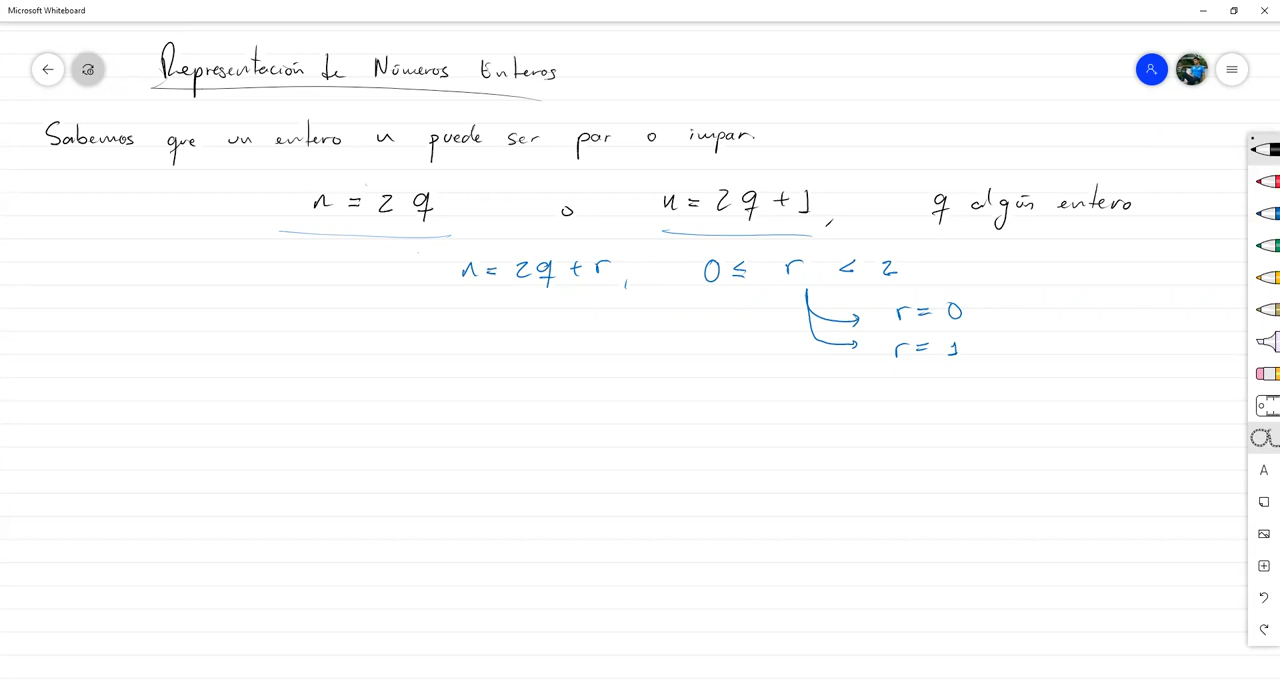 Microsoft Whiteboard
Representación de Números Enteros
Sabemos que un entero n puede ser par o impar.
n = 2q o n = 2q + 1, q algún entero
n = 2q + r, 0 ≤ r < 2
r = 0
r = 1
A